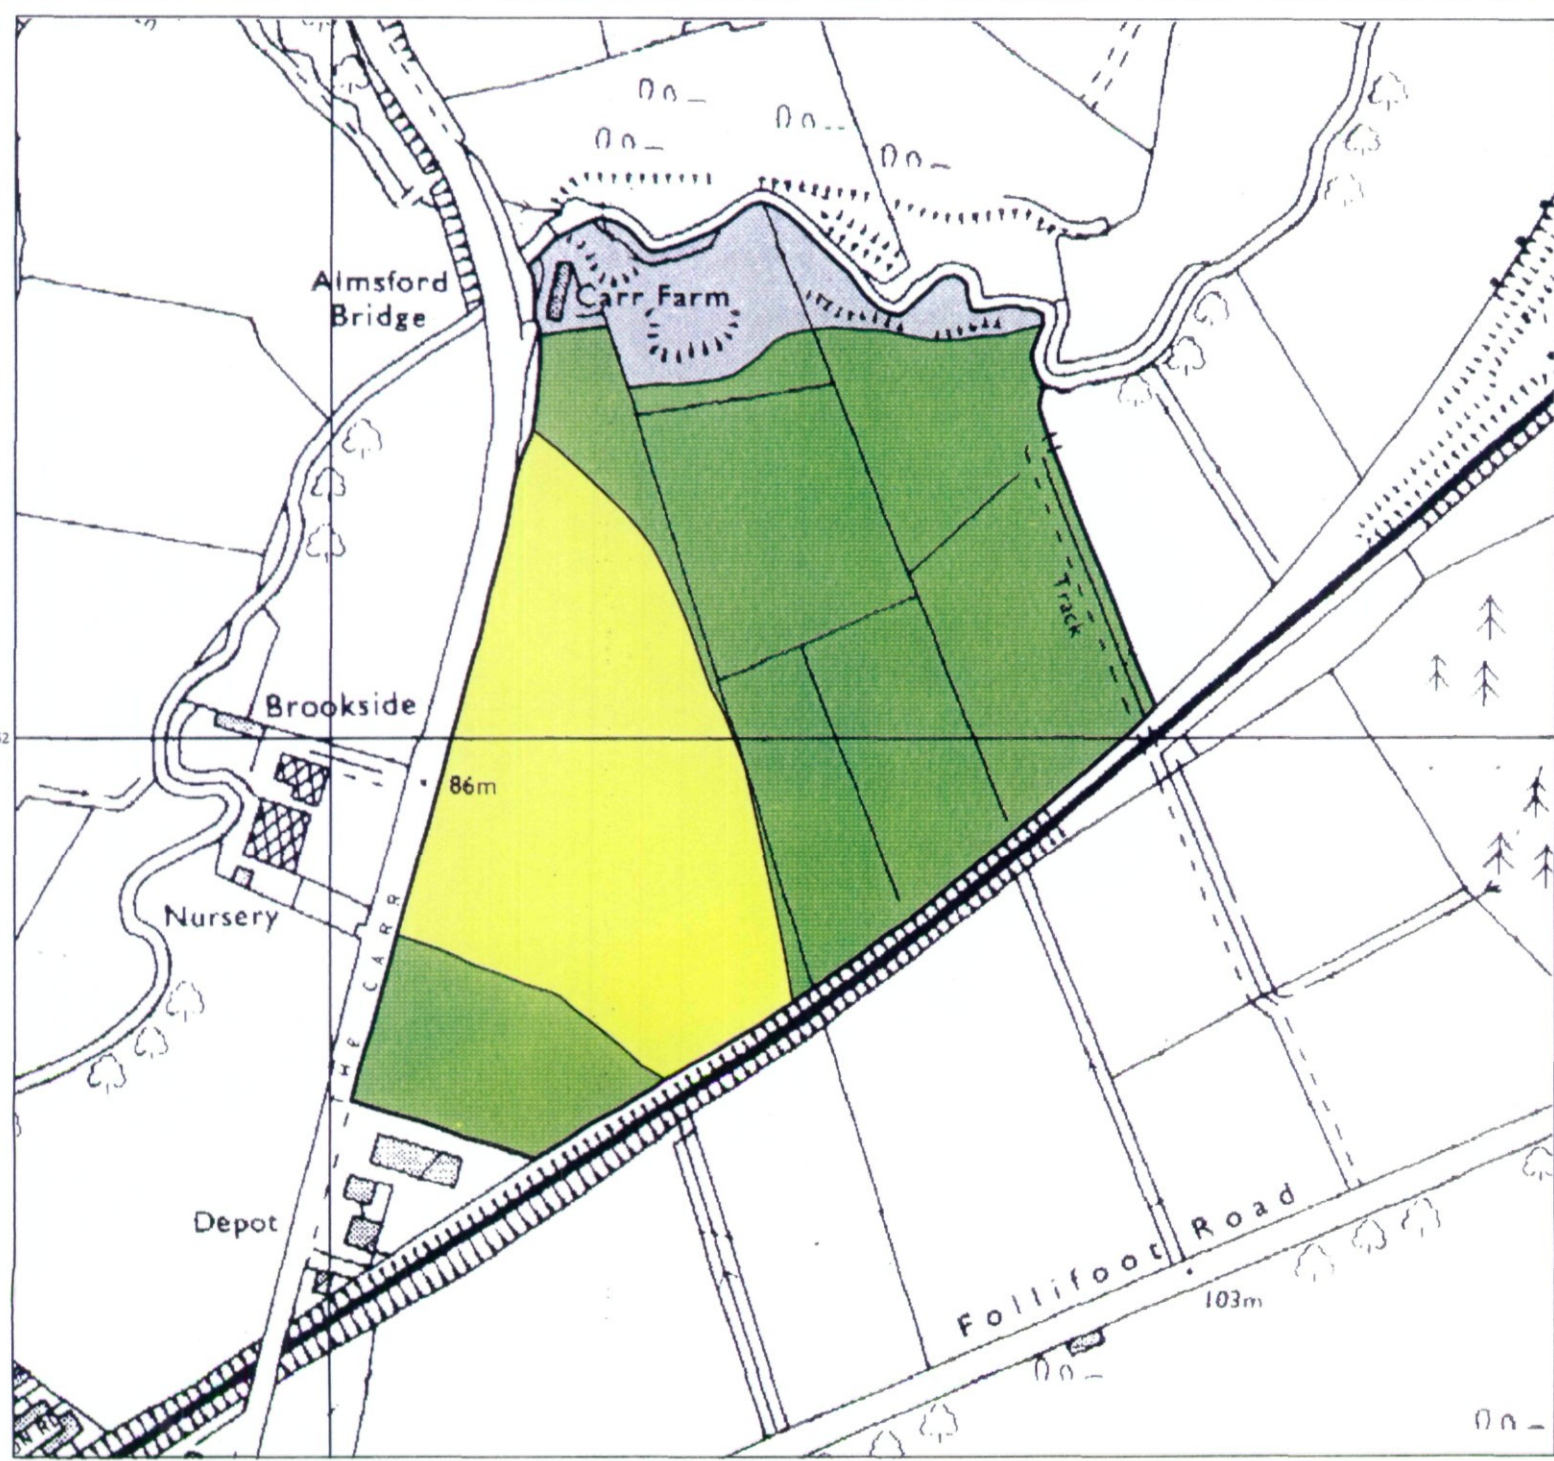 Almsford
Bridge
Carr Farm
Track
Brookside
86m
Nursery
THE CARR
Depot
Follifoot Road
103m